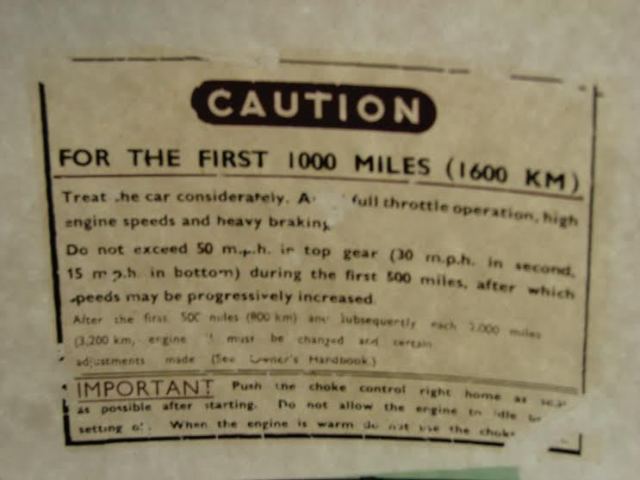 CAUTION
FOR THE FIRST 1000 MILES (1600 KM)
Treat he car considerately. A full throttle operation, high
engine speeds and heavy braking
Do not exceed 50 m.p.h. in top gear (30 m.p.h. in second,
15 m.p.h. in bottom) during the first 500 miles, after which
speeds may be progressively increased
After the first 500 miles (800 km) and subsequently each 2,000 miles
(3,200 km, engine must be changed and certain
adjustments made (See Owner's Handbook.)
IMPORTANT Push the choke control right home as
as possible after starting. Do not allow the engine to idle
setting When the engine is warm do not use the choke